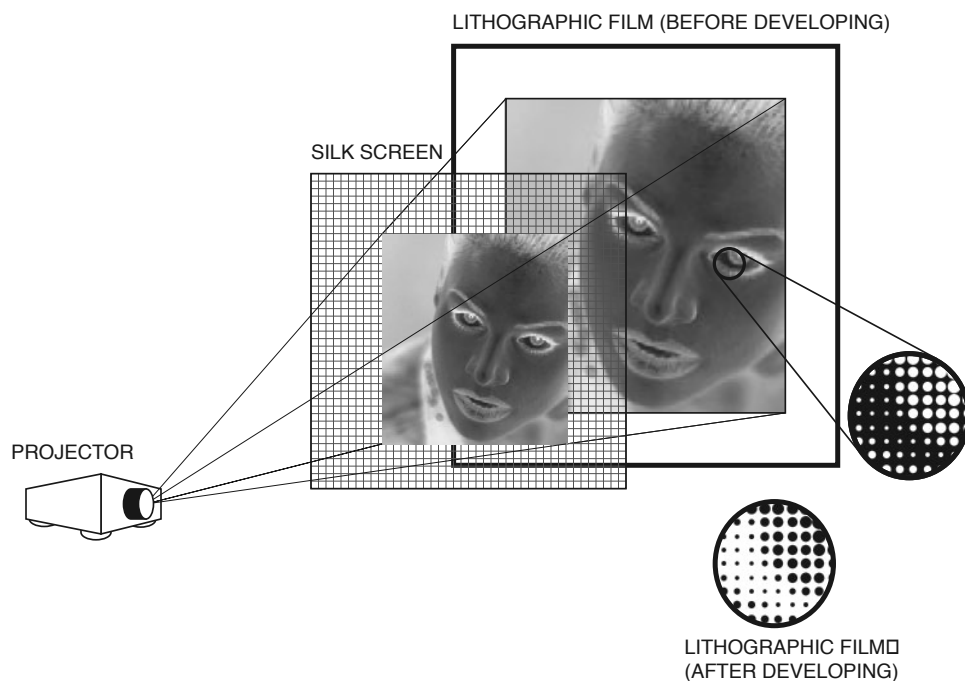 LITHOGRAPHIC FILM (BEFORE DEVELOPING)
SILK SCREEN
PROJECTOR
LITHOGRAPHIC FILM□
(AFTER DEVELOPING)